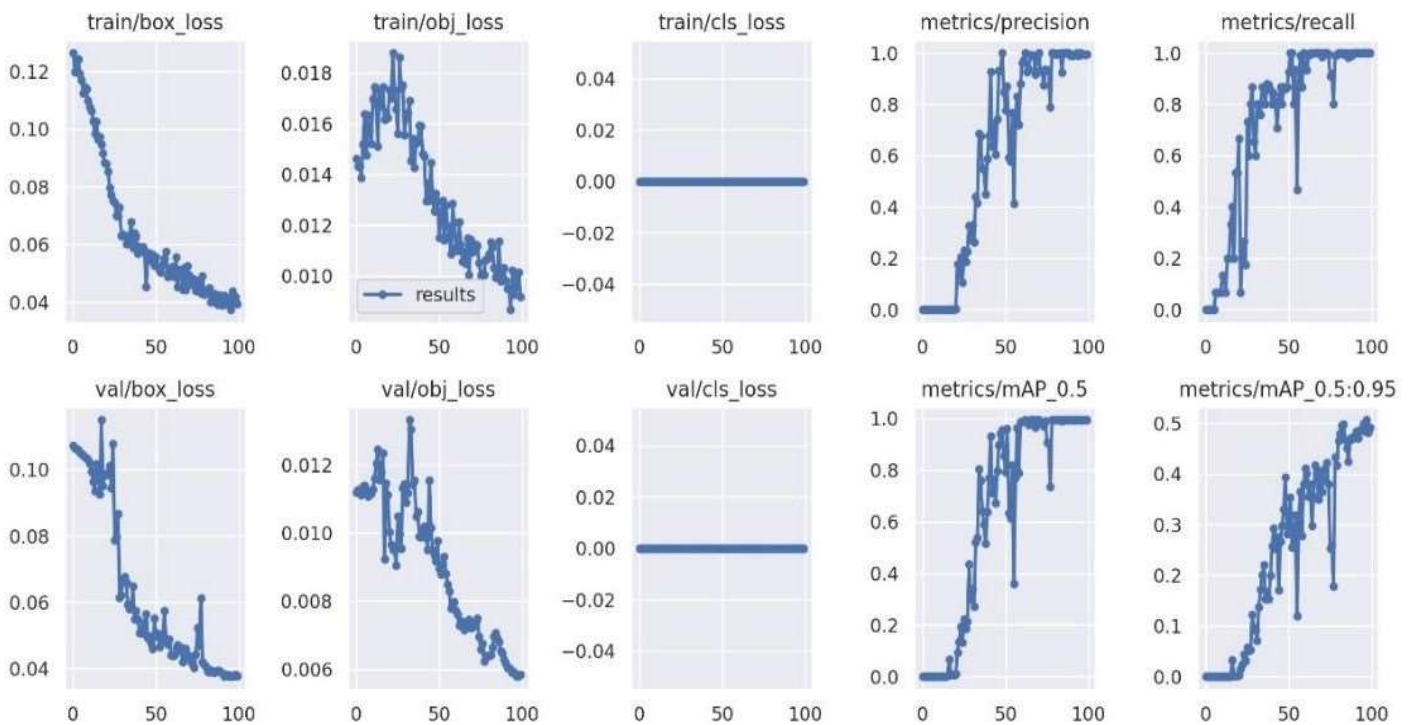 train/box_loss
train/obj_loss
train/cls_loss
metrics/precision
metrics/recall
0.12
0.10
0.08
0.06
0.04
0 50 100
0.018
0.016
0.014
0.012
0.010
results
0 50 100
0.04
0.02
0.00
−0.02
−0.04
0 50 100
1.0
0.8
0.6
0.4
0.2
0.0
0 50 100
1.0
0.8
0.6
0.4
0.2
0.0
0 50 100
val/box_loss
val/obj_loss
val/cls_loss
metrics/mAP_0.5
metrics/mAP_0.5:0.95
0.10
0.08
0.06
0.04
0 50 100
0.012
0.010
0.008
0.006
0 50 100
0.04
0.02
0.00
−0.02
−0.04
0 50 100
1.0
0.8
0.6
0.4
0.2
0.0
0 50 100
0.5
0.4
0.3
0.2
0.1
0.0
0 50 100